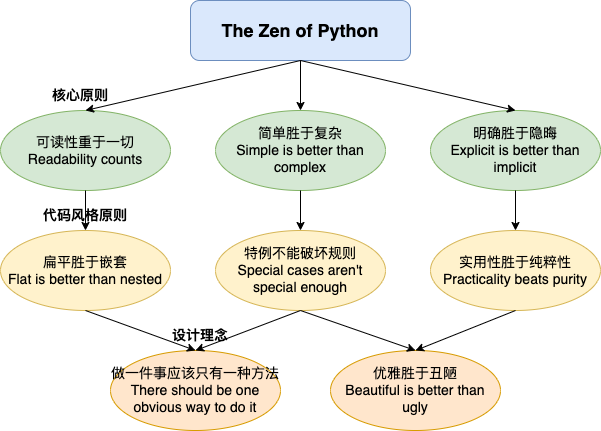 The Zen of Python
核心原则
可读性重于一切
Readability counts
简单胜于复杂
Simple is better than
complex
明确胜于隐晦
Explicit is better than
implicit
代码风格原则
扁平胜于嵌套
Flat is better than nested
特例不能破坏规则
Special cases aren't
special enough
实用性胜于纯粹性
Practicality beats purity
设计理念
做一件事应该只有一种方法
There should be one
obvious way to do it
优雅胜于丑陋
Beautiful is better than
ugly